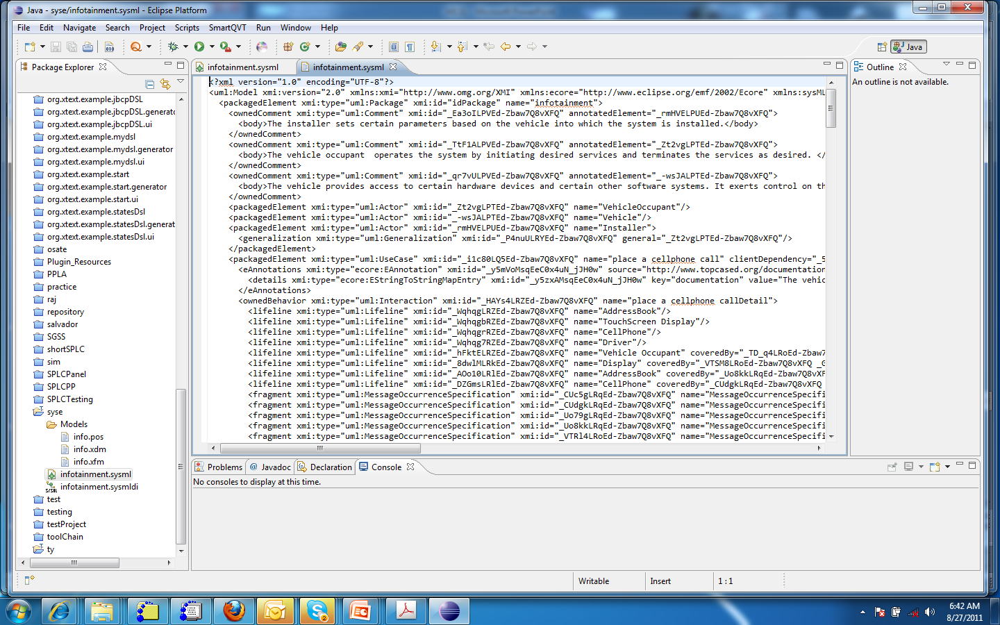 Java - syse/infotainment.sysml - Eclipse Platform
File Edit Navigate Search Project Scripts SmartQVT Run Window Help
Java
Package Explorer
org.xtext.example.jbcpDSL
org.xtext.example.jbcpDSL.generato
org.xtext.example.jbcpDSL.ui
org.xtext.example.mydsl
org.xtext.example.mydsl.generator
org.xtext.example.mydsl.ui
org.xtext.example.start
org.xtext.example.start.generator
org.xtext.example.start.ui
org.xtext.example.statesDsl
org.xtext.example.statesDsl.generat
org.xtext.example.statesDsl.ui
osate
Plugin_Resources
PPLA
practice
raj
repository
salvador
SGSS
shortSPLC
sim
SPLCPanel
SPLCPP
SPLCTesting
syse
Models
info.pos
info.xdm
info.xfm
infotainment.sysml
infotainment.sysmldi
test
testing
testProject
toolChain
ty
infotainment.sysml infotainment.sysml
<?xml version="1.0" encoding="UTF-8"?>
<uml:Model xmi:version="2.0" xmlns:xmi="http://www.omg.org/XMI" xmlns:ecore="http://www.eclipse.org/emf/2002/Ecore" xmlns:sysML
<packagedElement xmi:type="uml:Package" xmi:id="idPackage" name="infotainment">
<ownedComment xmi:type="uml:Comment" xmi:id="_Ea3oILPVEd-Zbaw7Q8vXFQ" annotatedElement="_rmHVELPUEd-Zbaw7Q8vXFQ">
<body>The installer sets certain parameters based on the vehicle into which the system is installed.</body>
</ownedComment>
<ownedComment xmi:type="uml:Comment" xmi:id="_TtF1ALPVEd-Zbaw7Q8vXFQ" annotatedElement="_Zt2vgLPTEd-Zbaw7Q8vXFQ">
<body>The vehicle occupant  operates the system by initiating desired services and terminates the services as desired. </
</ownedComment>
<ownedComment xmi:type="uml:Comment" xmi:id="_qr7vULPVEd-Zbaw7Q8vXFQ" annotatedElement="_-wsJALPTEd-Zbaw7Q8vXFQ">
<body>The vehicle provides access to certain hardware devices and certain other software systems. It exerts control on th
</ownedComment>
<packagedElement xmi:type="uml:Actor" xmi:id="_Zt2vgLPTEd-Zbaw7Q8vXFQ" name="VehicleOccupant"/>
<packagedElement xmi:type="uml:Actor" xmi:id="_-wsJALPTEd-Zbaw7Q8vXFQ" name="Vehicle"/>
<packagedElement xmi:type="uml:Actor" xmi:id="_rmHVELPUEd-Zbaw7Q8vXFQ" name="Installer">
<generalization xmi:type="uml:Generalization" xmi:id="_P4nuULRYEd-Zbaw7Q8vXFQ" general="_Zt2vgLPTEd-Zbaw7Q8vXFQ"/>
</packagedElement>
<packagedElement xmi:type="uml:UseCase" xmi:id="_i1c80LQ5Ed-Zbaw7Q8vXFQ" name="place a cellphone call" clientDependency="_5
<eAnnotations xmi:type="ecore:EAnnotation" xmi:id="_y5mVoMsqEeC0x4uN_jJH0w" source="http://www.topcased.org/documentation
<details xmi:type="ecore:EStringToStringMapEntry" xmi:id="_y5zxAMsqEeC0x4uN_jJH0w" key="documentation" value="The vehic
</eAnnotations>
<ownedBehavior xmi:type="uml:Interaction" xmi:id="_HAYs4LRZEd-Zbaw7Q8vXFQ" name="place a cellphone callDetail">
<lifeline xmi:type="uml:Lifeline" xmi:id="_WqhqgLRZEd-Zbaw7Q8vXFQ" name="AddressBook"/>
<lifeline xmi:type="uml:Lifeline" xmi:id="_WqhqgbRZEd-Zbaw7Q8vXFQ" name="TouchScreen Display"/>
<lifeline xmi:type="uml:Lifeline" xmi:id="_WqhqgrRZEd-Zbaw7Q8vXFQ" name="CellPhone"/>
<lifeline xmi:type="uml:Lifeline" xmi:id="_Wqhqg7RZEd-Zbaw7Q8vXFQ" name="Driver"/>
<lifeline xmi:type="uml:Lifeline" xmi:id="_hFktELRZEd-Zbaw7Q8vXFQ" name="Vehicle Occupant" coveredBy="_TD_q4LRoEd-Zbaw7
<lifeline xmi:type="uml:Lifeline" xmi:id="_8dwlMLRkEd-Zbaw7Q8vXFQ" name="Display" coveredBy="_VTSM8LRoEd-Zbaw7Q8vXFQ _G
<lifeline xmi:type="uml:Lifeline" xmi:id="_AOo10LRlEd-Zbaw7Q8vXFQ" name="AddressBook" coveredBy="_Uo8kkLRqEd-Zbaw7Q8vXF
<lifeline xmi:type="uml:Lifeline" xmi:id="_DZGmsLRlEd-Zbaw7Q8vXFQ" name="CellPhone" coveredBy="_CUdgkLRqEd-Zbaw7Q8vXFQ
<fragment xmi:type="uml:MessageOccurrenceSpecification" xmi:id="_CUc5gLRqEd-Zbaw7Q8vXFQ" name="MessageOccurrenceSpecifi
<fragment xmi:type="uml:MessageOccurrenceSpecification" xmi:id="_CUdgkLRqEd-Zbaw7Q8vXFQ" name="MessageOccurrenceSpecifi
<fragment xmi:type="uml:MessageOccurrenceSpecification" xmi:id="_Uo79gLRqEd-Zbaw7Q8vXFQ" name="MessageOccurrenceSpecifi
<fragment xmi:type="uml:MessageOccurrenceSpecification" xmi:id="_Uo8kkLRqEd-Zbaw7Q8vXFQ" name="MessageOccurrenceSpecifi
<fragment xmi:type="uml:MessageOccurrenceSpecification" xmi:id="_VTRl4LRoEd-Zbaw7Q8vXFQ" name="MessageOccurrenceSpecifi
Outline
An outline is not available.
Problems @ Javadoc Declaration Console
No consoles to display at this time.
Writable Insert 1 : 1
6:42 AM
8/27/2011